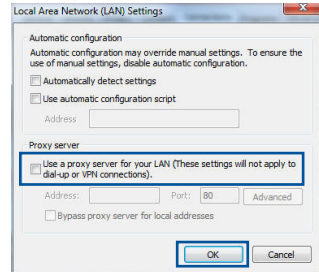 Local Area Network (LAN) Settings
Automatic configuration
Automatic configuration may override manual settings. To ensure the
use of manual settings, disable automatic configuration.
Automatically detect settings
Use automatic configuration script
Address
Proxy server
Use a proxy server for your LAN (These settings will not apply to
dial-up or VPN connections).
Address: Port: 80 Advanced
Bypass proxy server for local addresses
OK Cancel